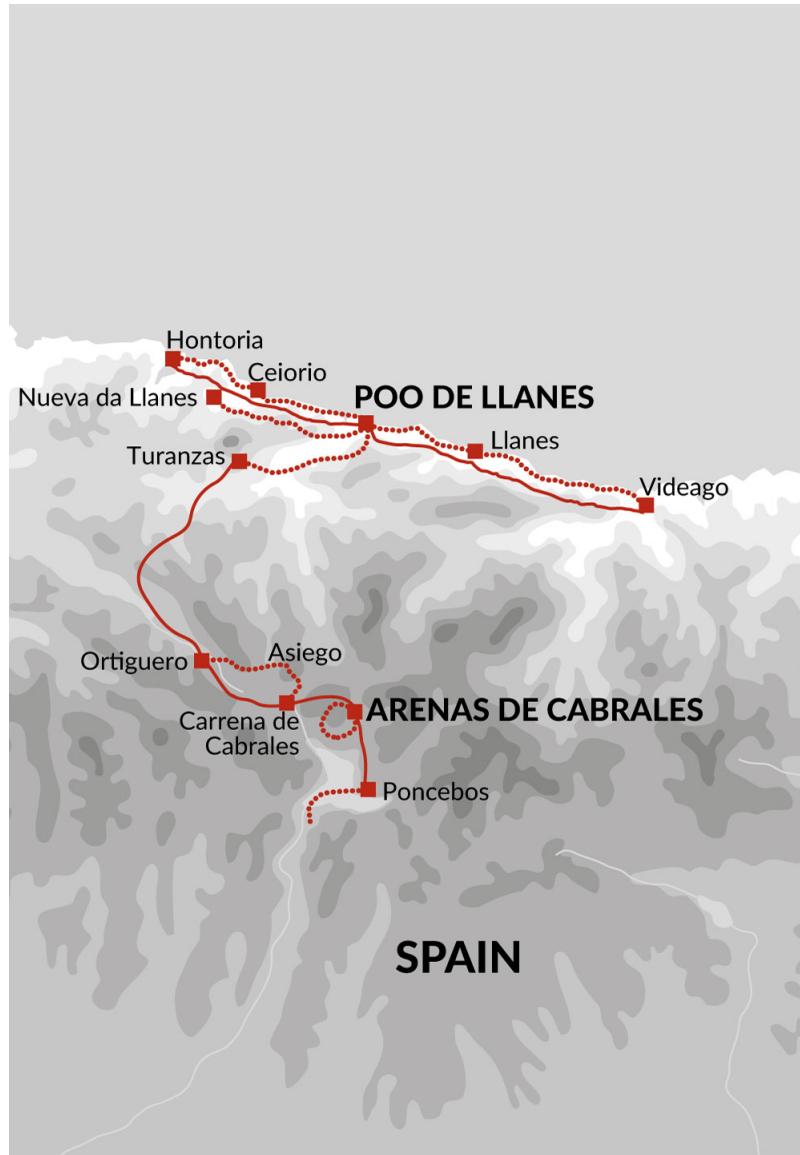 Hontoria
Ceiorio
Nueva da Llanes
POO DE LLANES
Llanes
Turanzas
Videago
Asiego
Ortiguero
ARENAS DE CABRALES
Carrena de
Cabrales
Poncebos
SPAIN